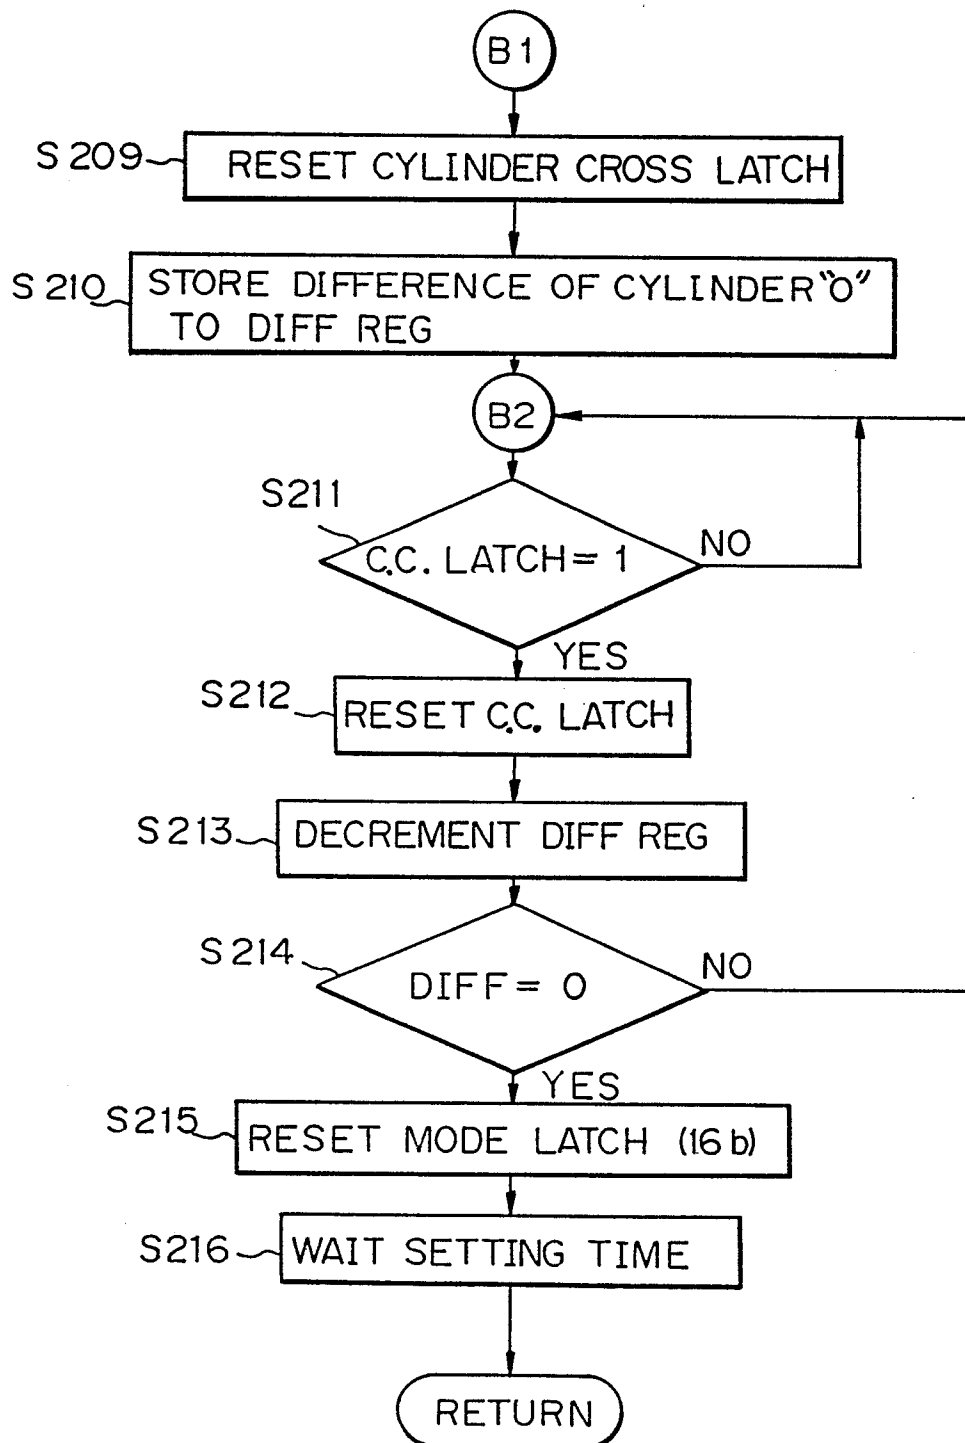 B1
S209
RESET CYLINDER CROSS LATCH
S210
STORE DIFFERENCE OF CYLINDER "O"
TO DIFF REG
B2
S211
C.C. LATCH = 1
NO
YES
S212
RESET C.C. LATCH
S213
DECREMENT DIFF REG
S214
DIFF = 0
NO
YES
S215
RESET MODE LATCH (16b)
S216
WAIT SETTING TIME
RETURN